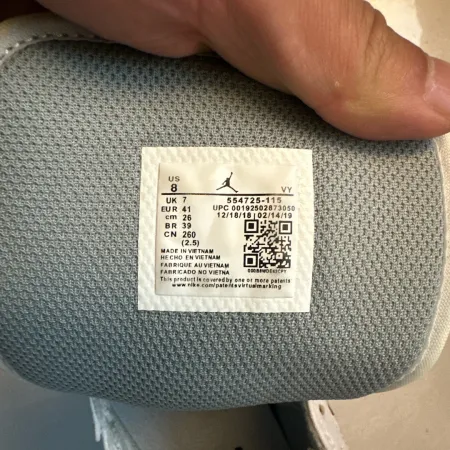 US
8
VY
UK 7
554725-115
EUR 41
UPC 00192502873050
cm 26
12/18/18 | 02/14/19
BR 39
CN 260
(2.5)
MADE IN VIETNAM
HECHO EN VIETNAM
FABRIQUE AU VIETNAM
FABRICADO NO VIETNA
This product is covered by one or more patents